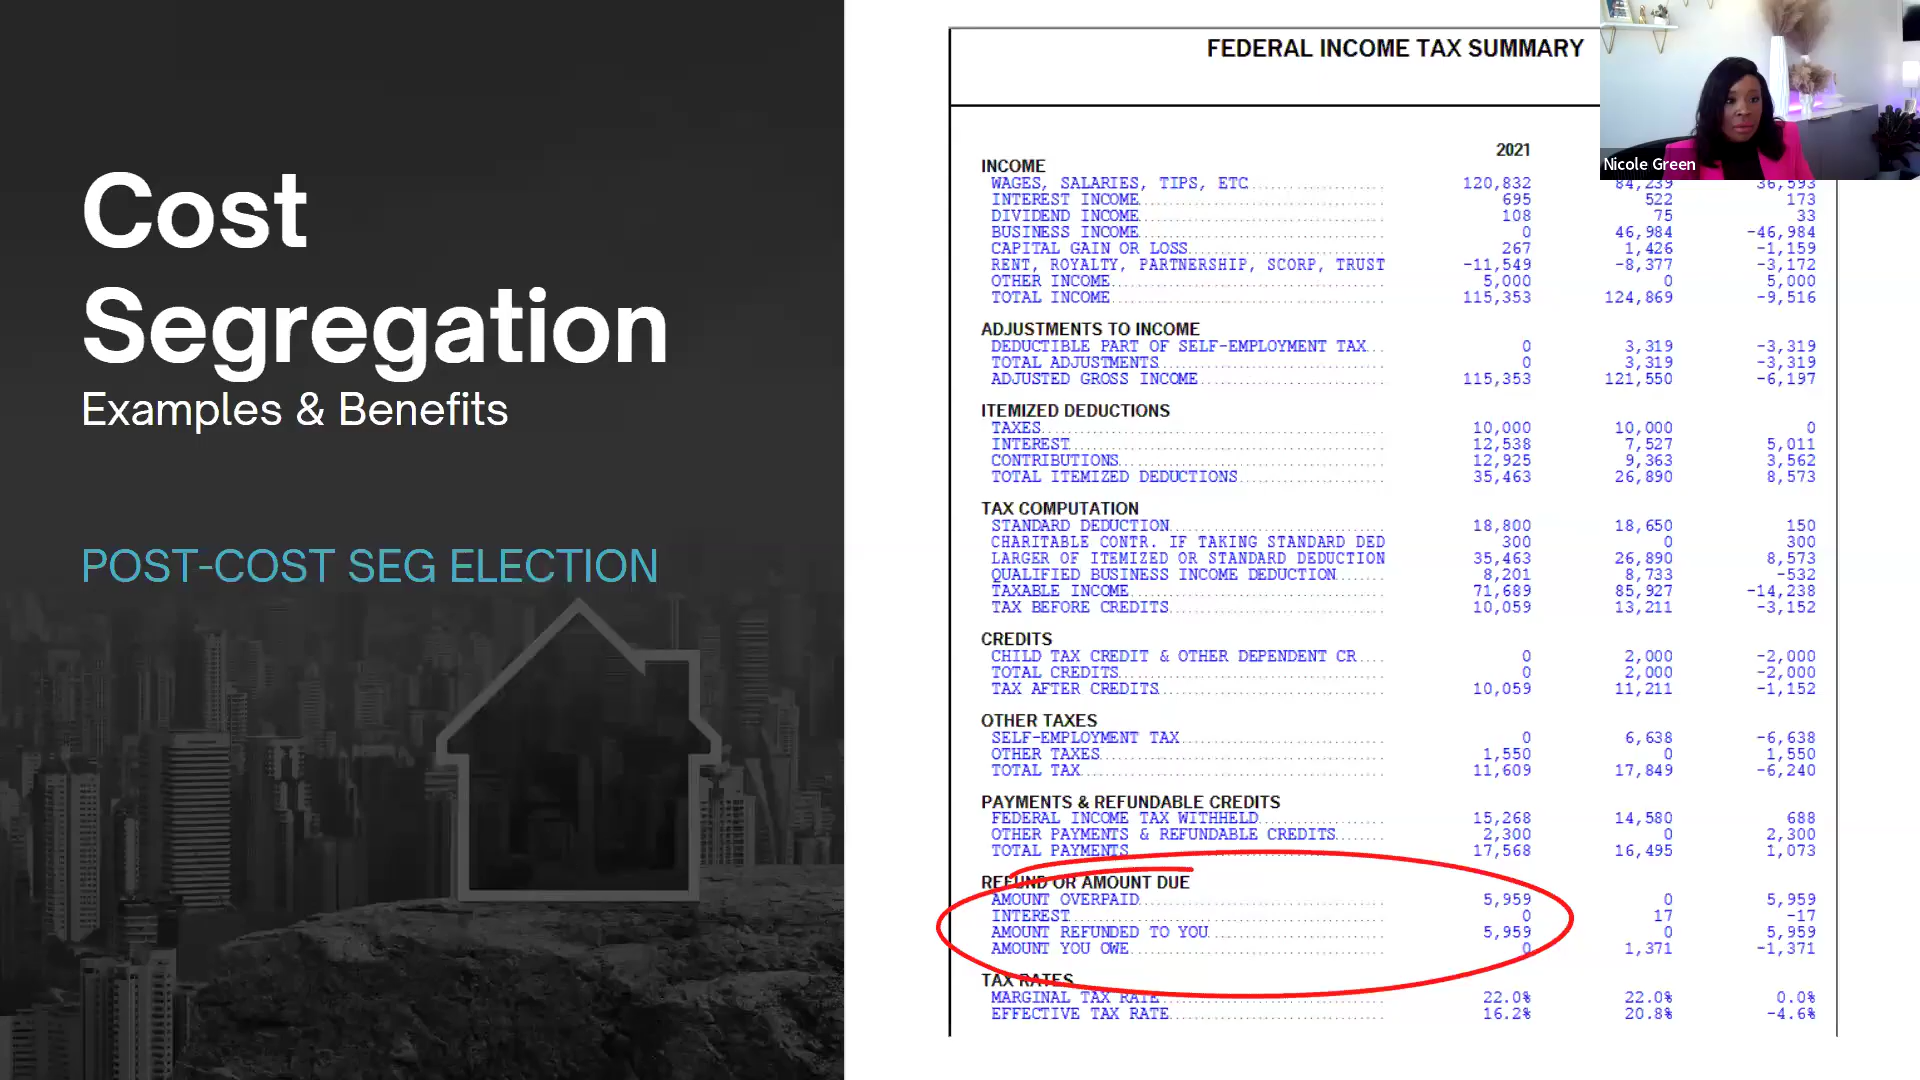 Cost
Segregation
Examples & Benefits
POST-COST SEG ELECTION
FEDERAL INCOME TAX SUMMARY
Nicole Green
2021
INCOME
WAGES, SALARIES, TIPS, ETC 120,832 84,239 36,593
INTEREST INCOME 695 522 173
DIVIDEND INCOME 108 75 33
BUSINESS INCOME 0 46,984 -46,984
CAPITAL GAIN OR LOSS 267 1,426 -1,159
RENT, ROYALTY, PARTNERSHIP, SCORP, TRUST -11,549 -8,377 -3,172
OTHER INCOME 5,000 0 5,000
TOTAL INCOME 115,353 124,869 -9,516
ADJUSTMENTS TO INCOME
DEDUCTIBLE PART OF SELF-EMPLOYMENT TAX 0 3,319 -3,319
TOTAL ADJUSTMENTS 0 3,319 -3,319
ADJUSTED GROSS INCOME 115,353 121,550 -6,197
ITEMIZED DEDUCTIONS
TAXES 10,000 10,000 0
INTEREST 12,538 7,527 5,011
CONTRIBUTIONS 12,925 9,363 3,562
TOTAL ITEMIZED DEDUCTIONS 35,463 26,890 8,573
TAX COMPUTATION
STANDARD DEDUCTION 18,800 18,650 150
CHARITABLE CONTR. IF TAKING STANDARD DED 300 0 300
LARGER OF ITEMIZED OR STANDARD DEDUCTION 35,463 26,890 8,573
QUALIFIED BUSINESS INCOME DEDUCTION 8,201 8,733 -532
TAXABLE INCOME 71,689 85,927 -14,238
TAX BEFORE CREDITS 10,059 13,211 -3,152
CREDITS
CHILD TAX CREDIT & OTHER DEPENDENT CR 0 2,000 -2,000
TOTAL CREDITS 0 2,000 -2,000
TAX AFTER CREDITS 10,059 11,211 -1,152
OTHER TAXES
SELF-EMPLOYMENT TAX 0 6,638 -6,638
OTHER TAXES 1,550 0 1,550
TOTAL TAX 11,609 17,849 -6,240
PAYMENTS & REFUNDABLE CREDITS
FEDERAL INCOME TAX WITHHELD 15,268 14,580 688
OTHER PAYMENTS & REFUNDABLE CREDITS 2,300 0 2,300
TOTAL PAYMENTS 17,568 16,495 1,073
REFUND OR AMOUNT DUE
AMOUNT OVERPAID 5,959 0 5,959
INTEREST 0 17 -17
AMOUNT REFUNDED TO YOU 5,959 0 5,959
AMOUNT YOU OWE 0 1,371 -1,371
TAX RATES
MARGINAL TAX RATE 22.0% 22.0% 0.0%
EFFECTIVE TAX RATE 16.2% 20.8% -4.6%